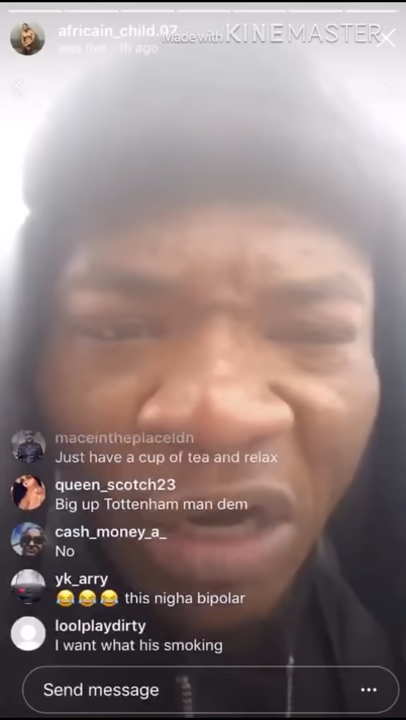 africain_child.07
was live · 1h ago
Made with KINEMASTER
maceintheplaceldn
Just have a cup of tea and relax
queen_scotch23
Big up Tottenham man dem
cash_money_a_
No
yk_arry
😂😂😂 this nigha bipolar
loolplaydirty
I want what his smoking
Send message